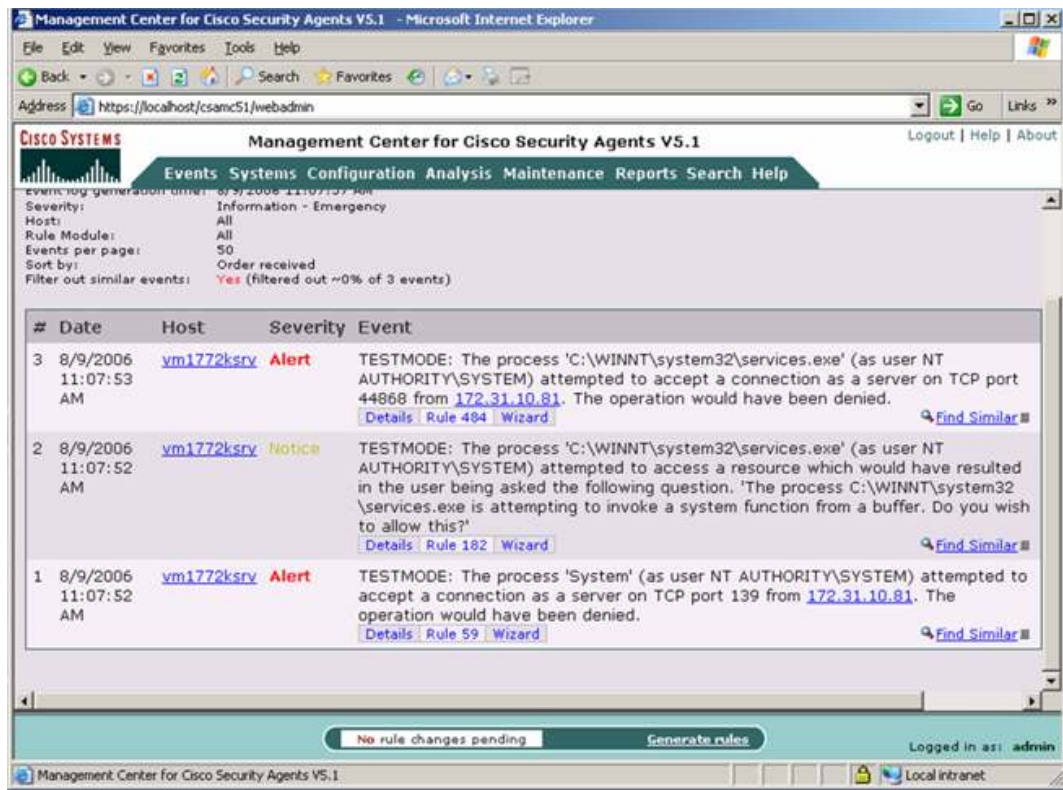 Management Center for Cisco Security Agents V5.1 - Microsoft Internet Explorer
File Edit View Favorites Tools Help
Back Search Favorites
Address https://localhost/csamc51/webadmin Go Links »
CISCO SYSTEMS
Management Center for Cisco Security Agents V5.1
Logout | Help | About
Events Systems Configuration Analysis Maintenance Reports Search Help
Event log generation time: 8/9/2006 11:07:57 AM
Severity: Information - Emergency
Host: All
Rule Module: All
Events per page: 50
Sort by: Order received
Filter out similar events: Yes (filtered out ~0% of 3 events)
# Date Host Severity Event
3 8/9/2006 vm1772ksrv Alert TESTMODE: The process 'C:\WINNT\system32\services.exe' (as user NT
11:07:53 AUTHORITY\SYSTEM) attempted to accept a connection as a server on TCP port
AM 44868 from 172.31.10.81. The operation would have been denied.
Details Rule 484 Wizard Find Similar
2 8/9/2006 vm1772ksrv Notice TESTMODE: The process 'C:\WINNT\system32\services.exe' (as user NT
11:07:52 AUTHORITY\SYSTEM) attempted to access a resource which would have resulted
AM in the user being asked the following question. 'The process C:\WINNT\system32
\services.exe is attempting to invoke a system function from a buffer. Do you wish
to allow this?'
Details Rule 182 Wizard Find Similar
1 8/9/2006 vm1772ksrv Alert TESTMODE: The process 'System' (as user NT AUTHORITY\SYSTEM) attempted to
11:07:52 accept a connection as a server on TCP port 139 from 172.31.10.81. The
AM operation would have been denied.
Details Rule 59 Wizard Find Similar
No rule changes pending Generate rules
Logged in as: admin
Management Center for Cisco Security Agents V5.1 Local intranet